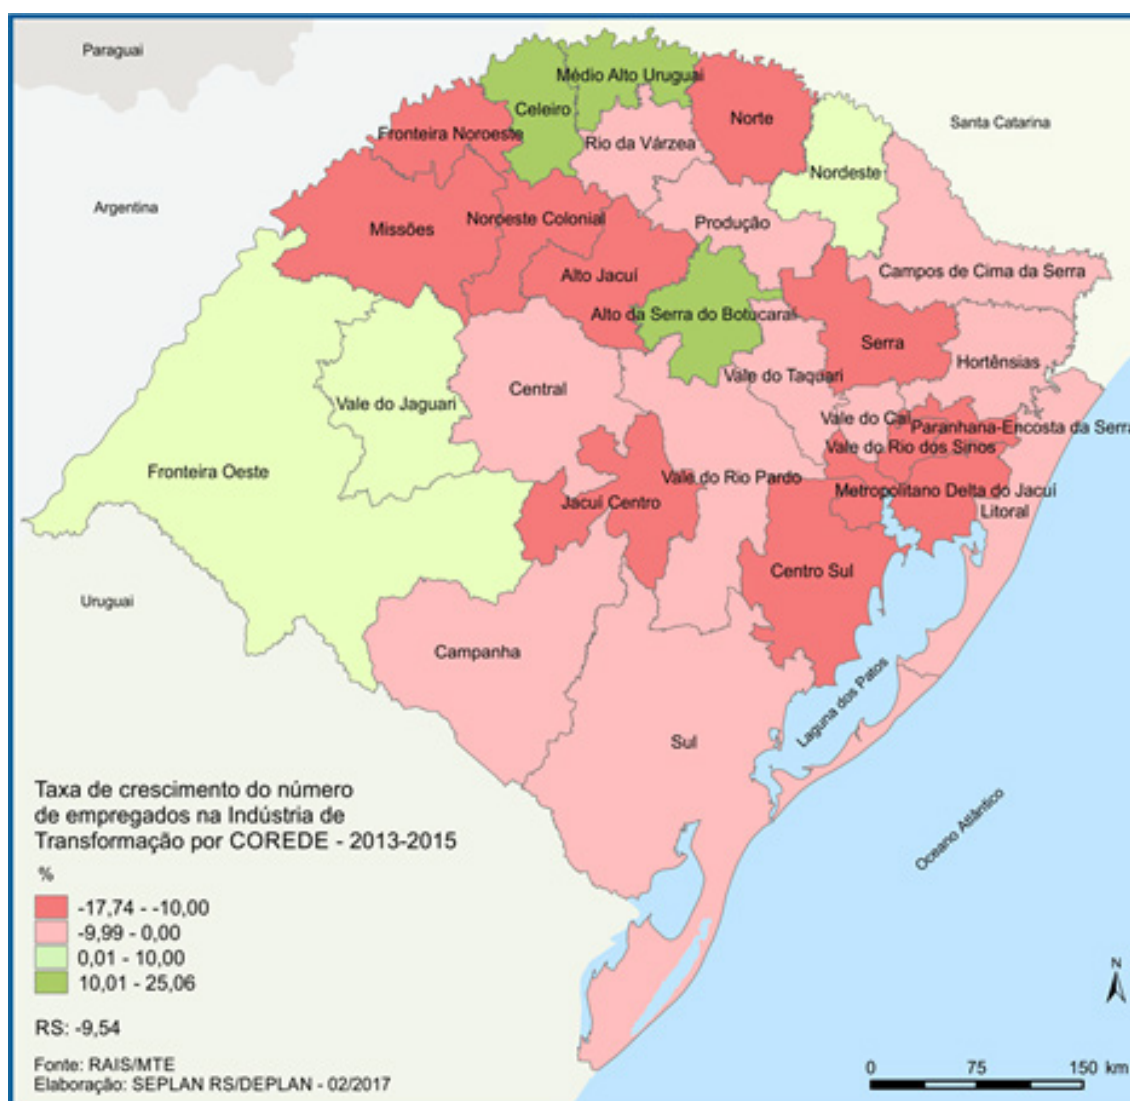 Paraguai
Médio Alto Uruguai
Celeiro
Norte
Santa Catarina
Fronteira Noroeste
Rio da Várzea
Nordeste
Argentina
Missões
Noroeste Colonial
Produção
Alto Jacuí
Campos de Cima da Serra
Alto da Serra do Botucaraí
Serra
Hortênsias
Central
Vale do Taquari
Vale do Jaguari
Vale do Caí
Paranhana-Encosta da Serra
Vale do Rio dos Sinos
Fronteira Oeste
Vale do Rio Pardo
Metropolitano Delta do Jacuí
Jacuí Centro
Litoral
Centro Sul
Uruguai
Campanha
Laguna dos Patos
Sul
Oceano Atlântico
Taxa de crescimento do número
de empregados na Indústria de
Transformação por COREDE - 2013-2015
%
-17,74 - -10,00
-9,99 - 0,00
0,01 - 10,00
10,01 - 25,06
RS: -9,54
Fonte: RAIS/MTE
Elaboração: SEPLAN RS/DEPLAN - 02/2017
N
0 75 150 km